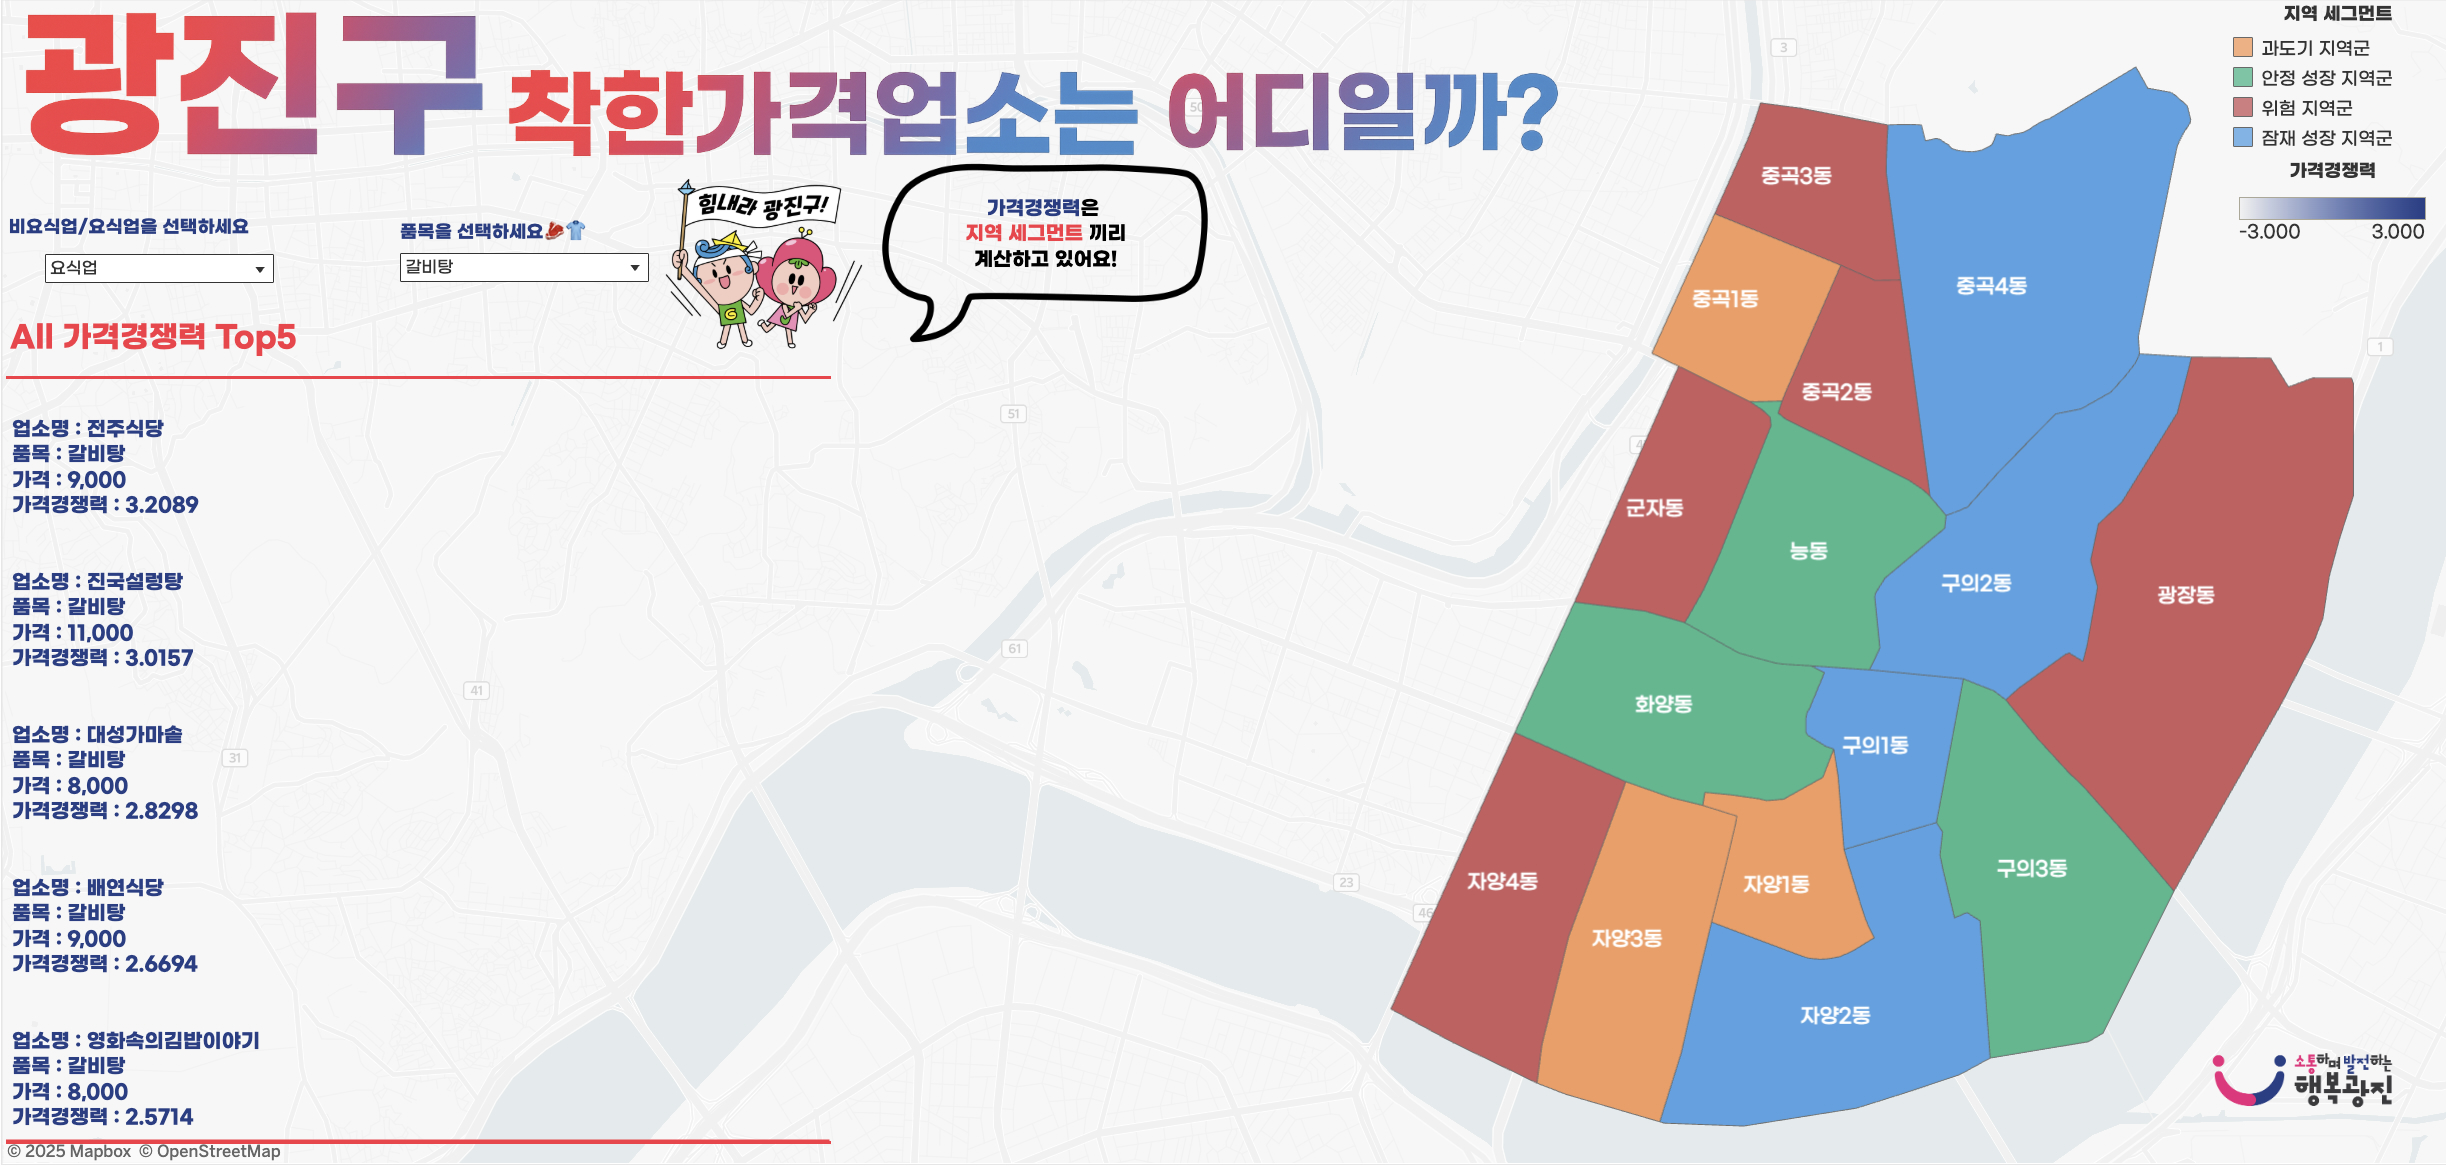 광진구 착한가격업소는 어디일까?
비요식업/요식업을 선택하세요
요식업
품목을 선택하세요🥩👕
갈비탕
힘내라 광진구!
가격경쟁력은
지역 세그먼트 끼리
계산하고 있어요!
All 가격경쟁력 Top5
업소명 : 전주식당
품목 : 갈비탕
가격 : 9,000
가격경쟁력 : 3.2089
업소명 : 진국설렁탕
품목 : 갈비탕
가격 : 11,000
가격경쟁력 : 3.0157
업소명 : 대성가마솥
품목 : 갈비탕
가격 : 8,000
가격경쟁력 : 2.8298
업소명 : 배연식당
품목 : 갈비탕
가격 : 9,000
가격경쟁력 : 2.6694
업소명 : 영화속의김밥이야기
품목 : 갈비탕
가격 : 8,000
가격경쟁력 : 2.5714
© 2025 Mapbox © OpenStreetMap
지역 세그먼트
과도기 지역군
안정 성장 지역군
위험 지역군
잠재 성장 지역군
가격경쟁력
-3.000 3.000
중곡3동
중곡4동
중곡1동
중곡2동
군자동
능동
구의2동
광장동
화양동
구의1동
구의3동
자양4동
자양1동
자양3동
자양2동
3
50
1
51
61
41
31
23
46
소통하며 발전하는
행복광진